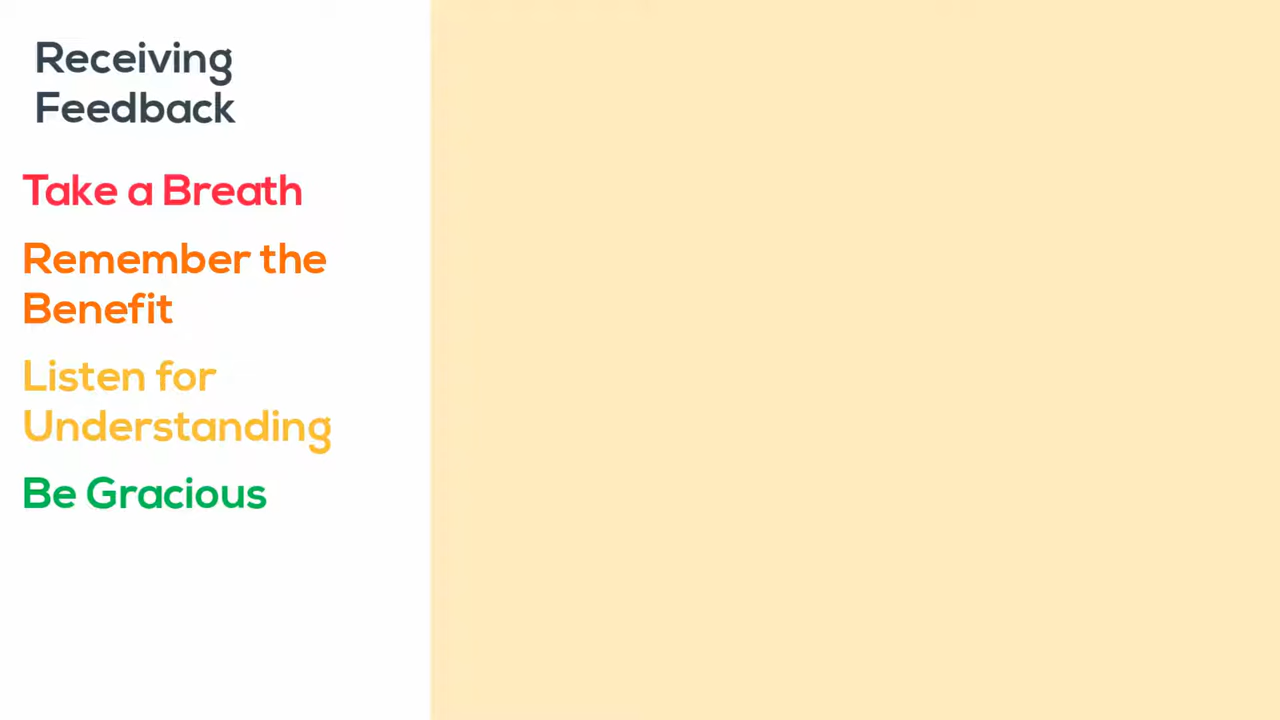 Receiving
Feedback
Take a Breath
Remember the
Benefit
Listen for
Understanding
Be Gracious